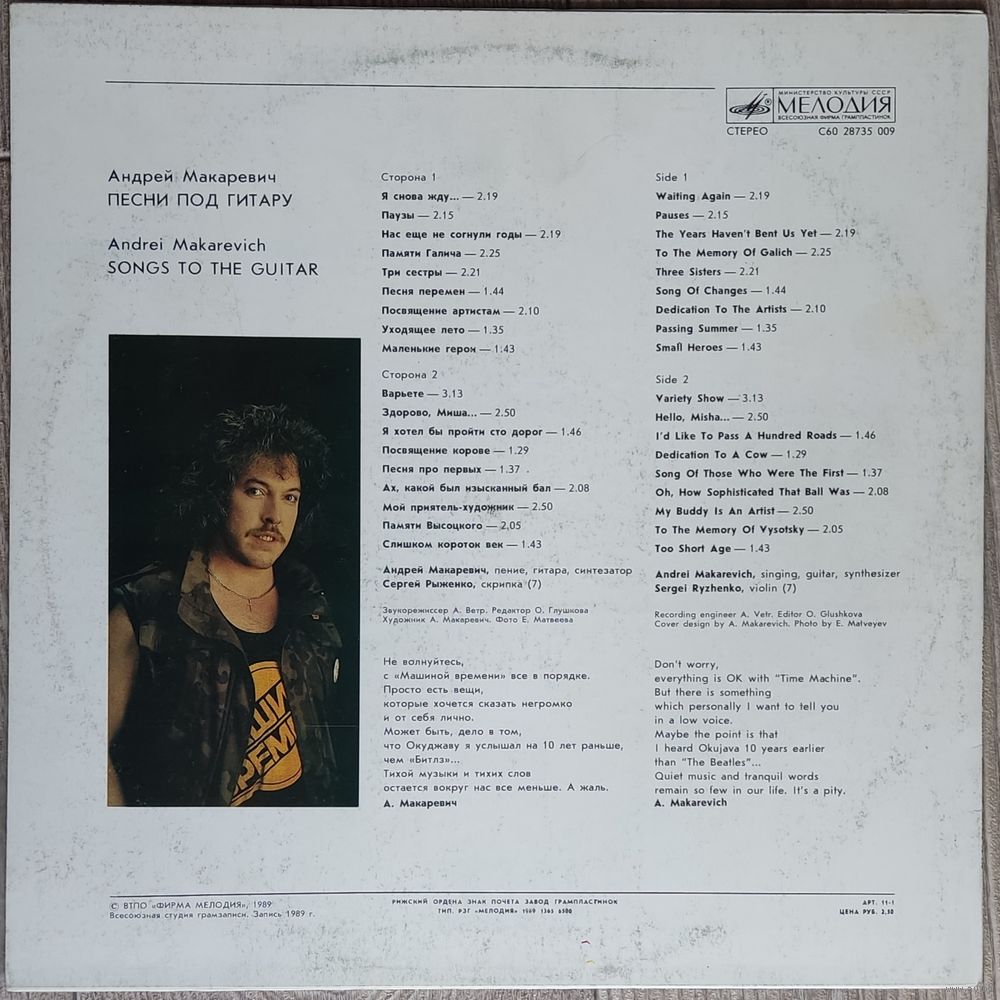 МИНИСТЕРСТВО КУЛЬТУРЫ СССР
МЕЛОДИЯ
ВСЕСОЮЗНАЯ ФИРМА ГРАМПЛАСТИНОК
СТЕРЕО С60 28735 009
Андрей Макаревич
ПЕСНИ ПОД ГИТАРУ
Andrei Makarevich
SONGS TO THE GUITAR
Сторона 1
Я снова жду... — 2.19
Паузы — 2.15
Нас еще не согнули годы — 2.19
Памяти Галича — 2.25
Три сестры — 2.21
Песня перемен — 1.44
Посвящение артистам — 2.10
Уходящее лето — 1.35
Маленькие герои — 1.43
Сторона 2
Варьете — 3.13
Здорово, Миша... — 2.50
Я хотел бы пройти сто дорог — 1.46
Посвящение корове — 1.29
Песня про первых — 1.37 .
Ах, какой был изысканный бал — 2.08
Мой приятель-художник — 2.50
Памяти Высоцкого — 2,05
Слишком короток век — 1.43
Андрей Макаревич, пение, гитара, синтезатор
Сергей Рыженко, скрипка (7)
Звукорежиссер А. Ветр. Редактор О. Глушкова
Художник А. Макаревич. Фото Е. Матвеева
Не волнуйтесь,
с «Машиной времени» все в порядке.
Просто есть вещи,
которые хочется сказать негромко
и от себя лично.
Может быть, дело в том,
что Окуджаву я услышал на 10 лет раньше,
чем «Битлз»...
Тихой музыки и тихих слов
остается вокруг нас все меньше. А жаль.
А. Макаревич
Side 1
Waiting Again — 2.19
Pauses — 2.15
The Years Haven't Bent Us Yet — 2.19
To The Memory Of Galich — 2.25
Three Sisters — 2.21
Song Of Changes — 1.44
Dedication To The Artists — 2.10
Passing Summer — 1.35
Small Heroes — 1.43
Side 2
Variety Show — 3.13
Hello, Misha... — 2.50
I'd Like To Pass A Hundred Roads — 1.46
Dedication To A Cow — 1.29
Song Of Those Who Were The First — 1.37
Oh, How Sophisticated That Ball Was — 2.08
My Buddy Is An Artist — 2.50
To The Memory Of Vysotsky — 2.05
Too Short Age — 1.43
Andrei Makarevich, singing, guitar, synthesizer
Sergei Ryzhenko, violin (7)
Recording engineer A. Vetr. Editor O. Glushkova
Cover design by A. Makarevich. Photo by E. Matveyev
Don't worry,
everything is OK with "Time Machine".
But there is something
which personally I want to tell you
in a low voice.
Maybe the point is that
I heard Okujava 10 years earlier
than "The Beatles"...
Quiet music and tranquil words
remain so few in our life. It's a pity.
A. Makarevich
© ВТПО «ФИРМА МЕЛОДИЯ», 1989
Всесоюзная студия грамзаписи. Запись 1989 г.
РИЖСКИЙ ОРДЕНА ЗНАК ПОЧЕТА ЗАВОД ГРАМПЛАСТИНОК
ТИП. РЗГ «МЕЛОДИЯ» 1989 1365 6500
АРТ. 11-1
ЦЕНА РУБ. 2,50